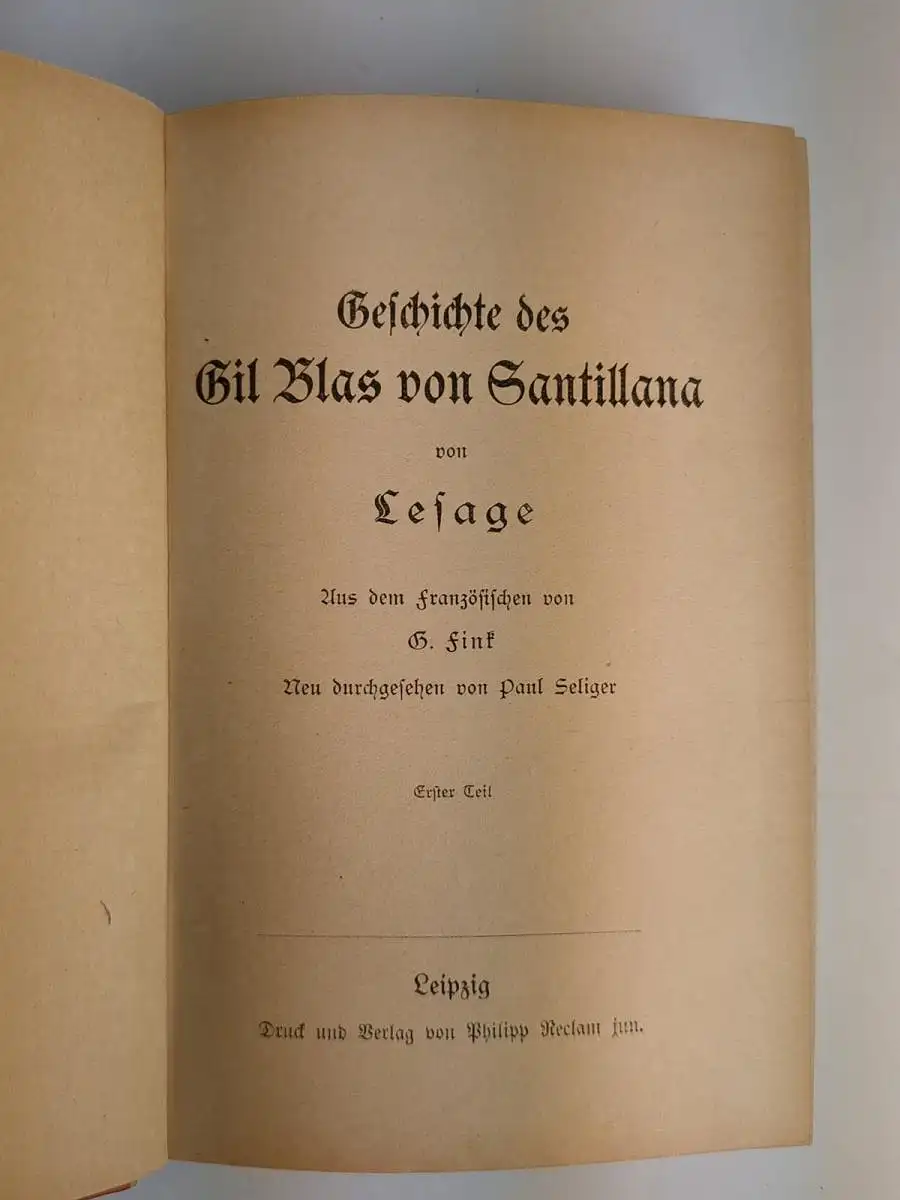 Geſchichte des
Gil Blas von Santillana
von
Leſage
Aus dem Franzöſiſchen von
G. Fink
Neu durchgeſehen von Paul Seliger
Erſter Teil
Leipzig
Druck und Verlag von Philipp Reclam jun.